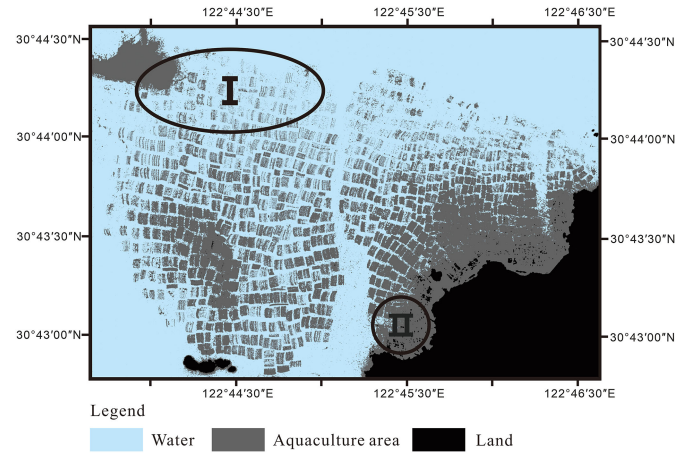 122°44′30″E 122°45′30″E 122°46′30″E
30°44′30″N 30°44′30″N
I
30°44′00″N 30°44′00″N
30°43′30″N 30°43′30″N
II
30°43′00″N 30°43′00″N
122°44′30″E 122°45′30″E 122°46′30″E
Legend
Water Aquaculture area Land